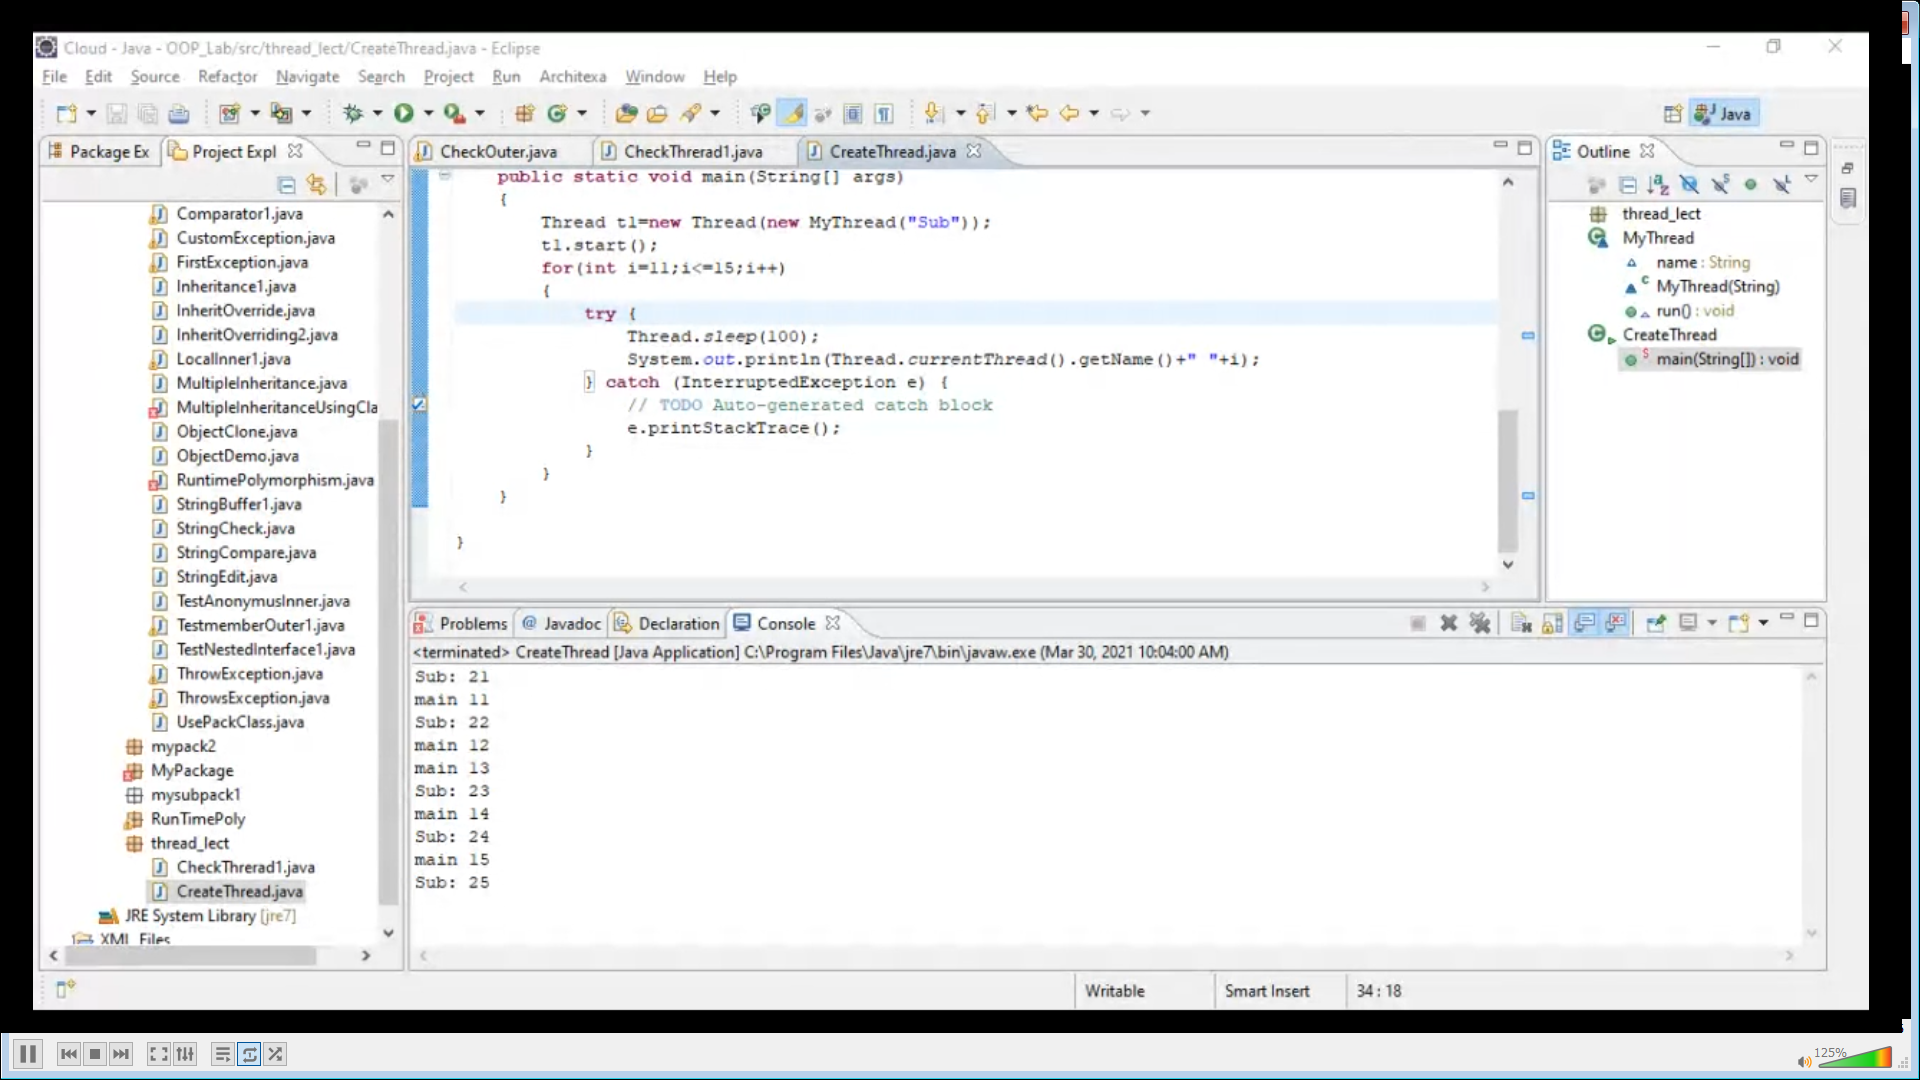 Cloud - Java - OOP_Lab/src/thread_lect/CreateThread.java - Eclipse
File Edit Source Refactor Navigate Search Project Run Architexa Window Help
Java
Package Ex Project Expl
CheckOuter.java CheckThrerad1.java CreateThread.java
Outline
Comparator1.java
CustomException.java
FirstException.java
Inheritance1.java
InheritOverride.java
InheritOverriding2.java
LocalInner1.java
MultipleInheritance.java
MultipleInheritanceUsingCla
ObjectClone.java
ObjectDemo.java
RuntimePolymorphism.java
StringBuffer1.java
StringCheck.java
StringCompare.java
StringEdit.java
TestAnonymusInner.java
TestmemberOuter1.java
TestNestedInterface1.java
ThrowException.java
ThrowsException.java
UsePackClass.java
mypack2
MyPackage
mysubpack1
RunTimePoly
thread_lect
CheckThrerad1.java
CreateThread.java
JRE System Library [jre7]
XML Files
public static void main(String[] args)
{
Thread t1=new Thread(new MyThread("Sub"));
t1.start();
for(int i=11;i<=15;i++)
{
try {
Thread.sleep(100);
System.out.println(Thread.currentThread().getName()+" "+i);
} catch (InterruptedException e) {
// TODO Auto-generated catch block
e.printStackTrace();
}
}
}
}
thread_lect
MyThread
name : String
MyThread(String)
run() : void
CreateThread
main(String[]) : void
Problems @ Javadoc Declaration Console
<terminated> CreateThread [Java Application] C:\Program Files\Java\jre7\bin\javaw.exe (Mar 30, 2021 10:04:00 AM)
Sub: 21
main 11
Sub: 22
main 12
main 13
Sub: 23
main 14
Sub: 24
main 15
Sub: 25
Writable Smart Insert 34 : 18
125%